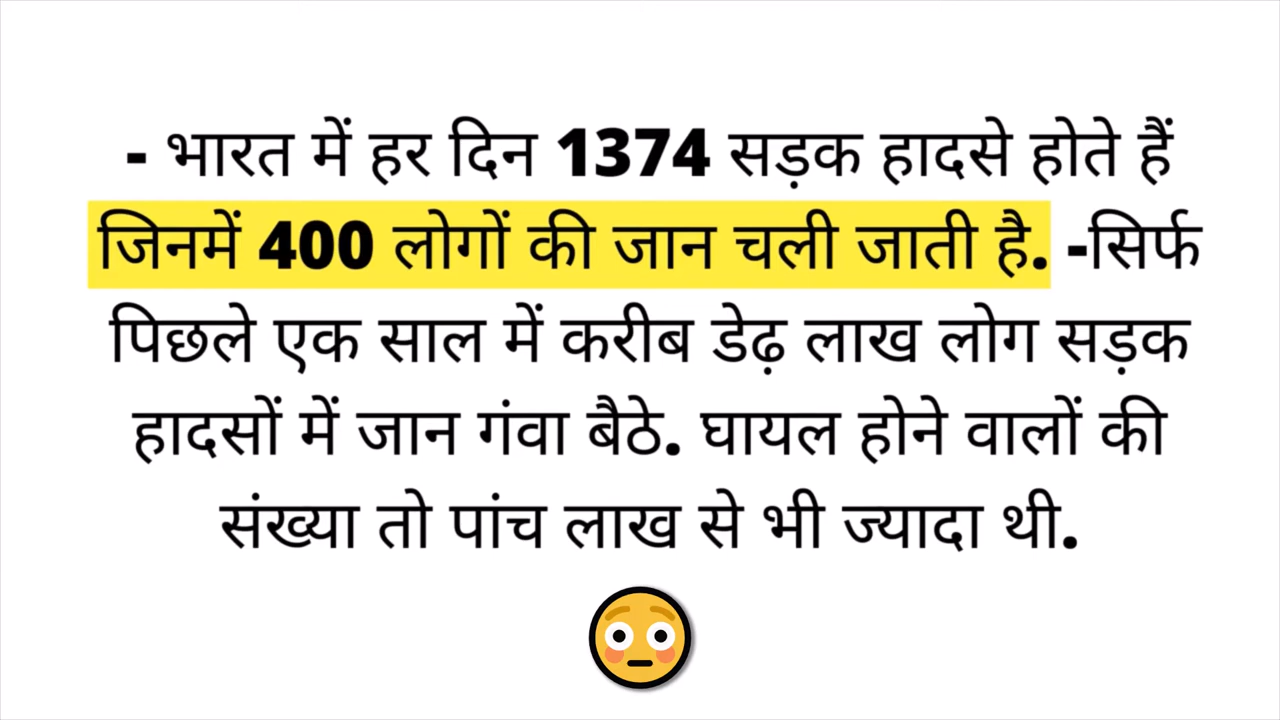 - भारत में हर दिन 1374 सड़क हादसे होते हैं
जिनमें 400 लोगों की जान चली जाती है. -सिर्फ
पिछले एक साल में करीब डेढ़ लाख लोग सड़क
हादसों में जान गंवा बैठे. घायल होने वालों की
संख्या तो पांच लाख से भी ज्यादा थी.